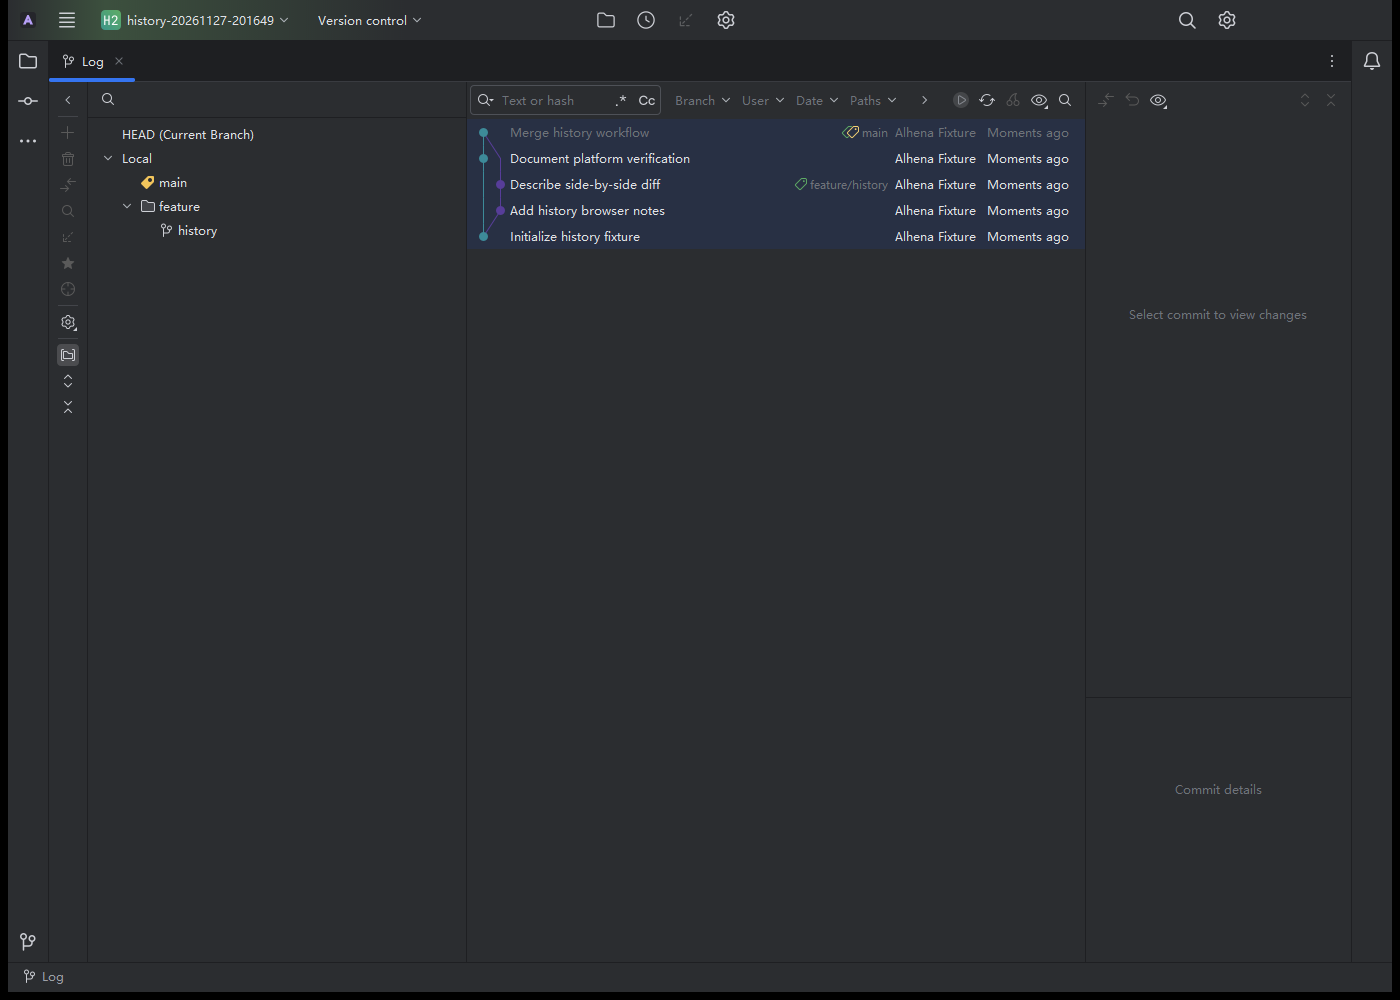 A
H2 history-20261127-201649 Version control
Log
Text or hash .* Cc Branch User Date Paths
HEAD (Current Branch)
Local
main
feature
history
Merge history workflow main Alhena Fixture Moments ago
Document platform verification Alhena Fixture Moments ago
Describe side-by-side diff feature/history Alhena Fixture Moments ago
Add history browser notes Alhena Fixture Moments ago
Initialize history fixture Alhena Fixture Moments ago
Select commit to view changes
Commit details
Log